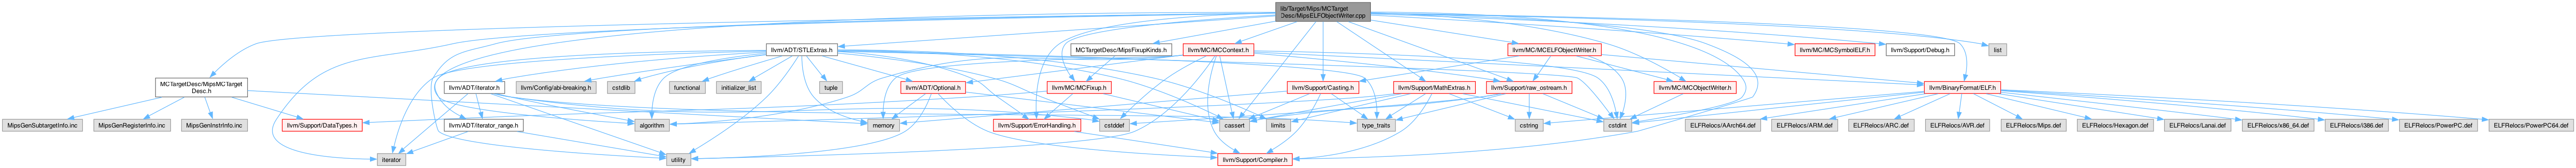 lib/Target/Mips/MCTarget
Desc/MipsELFObjectWriter.cpp
llvm/ADT/STLExtras.h
MCTargetDesc/MipsFixupKinds.h
llvm/MC/MCContext.h
llvm/MC/MCELFObjectWriter.h
llvm/MC/MCSymbolELF.h
llvm/Support/Debug.h
list
MCTargetDesc/MipsMCTarget
Desc.h
llvm/ADT/iterator.h
llvm/Config/abi-breaking.h
cstdlib
functional
initializer_list
tuple
llvm/ADT/Optional.h
llvm/MC/MCFixup.h
llvm/Support/Casting.h
llvm/Support/MathExtras.h
llvm/Support/raw_ostream.h
llvm/MC/MCObjectWriter.h
llvm/BinaryFormat/ELF.h
MipsGenSubtargetInfo.inc
MipsGenRegisterInfo.inc
MipsGenInstrInfo.inc
llvm/Support/DataTypes.h
llvm/ADT/iterator_range.h
algorithm
memory
cstddef
llvm/Support/ErrorHandling.h
cassert
limits
type_traits
cstring
cstdint
ELFRelocs/AArch64.def
ELFRelocs/ARM.def
ELFRelocs/ARC.def
ELFRelocs/AVR.def
ELFRelocs/Mips.def
ELFRelocs/Hexagon.def
ELFRelocs/Lanai.def
ELFRelocs/x86_64.def
ELFRelocs/i386.def
ELFRelocs/PowerPC.def
ELFRelocs/PowerPC64.def
iterator
utility
llvm/Support/Compiler.h